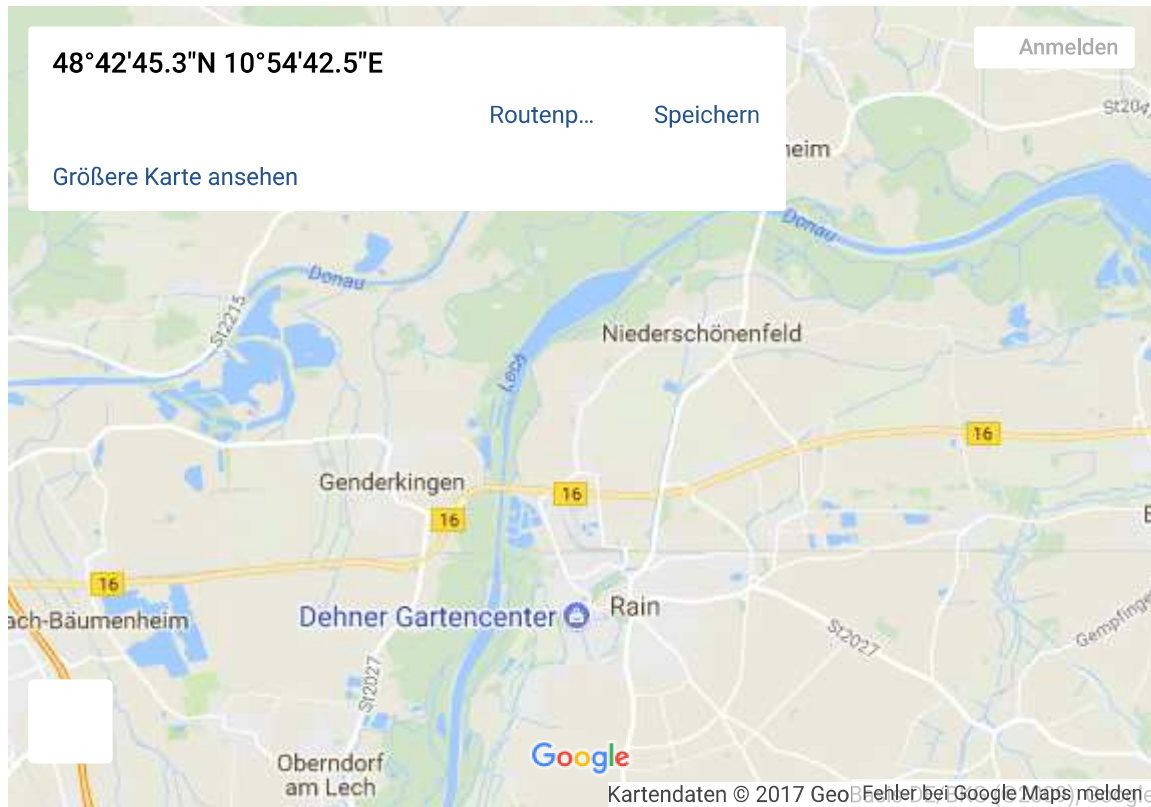 48°42'45.3"N 10°54'42.5"E
Anmelden
Routenp...
Speichern
Größere Karte ansehen
St204
heim
Donau
Donau
St2215
Niederschönenfeld
Lech
16
Genderkingen
16
16
16
ach-Bäumenheim
Dehner Gartencenter
Rain
St2027
Gempfinge
St2027
Oberndorf
am Lech
Google
Kartendaten © 2017 Geo
Fehler bei Google Maps melden